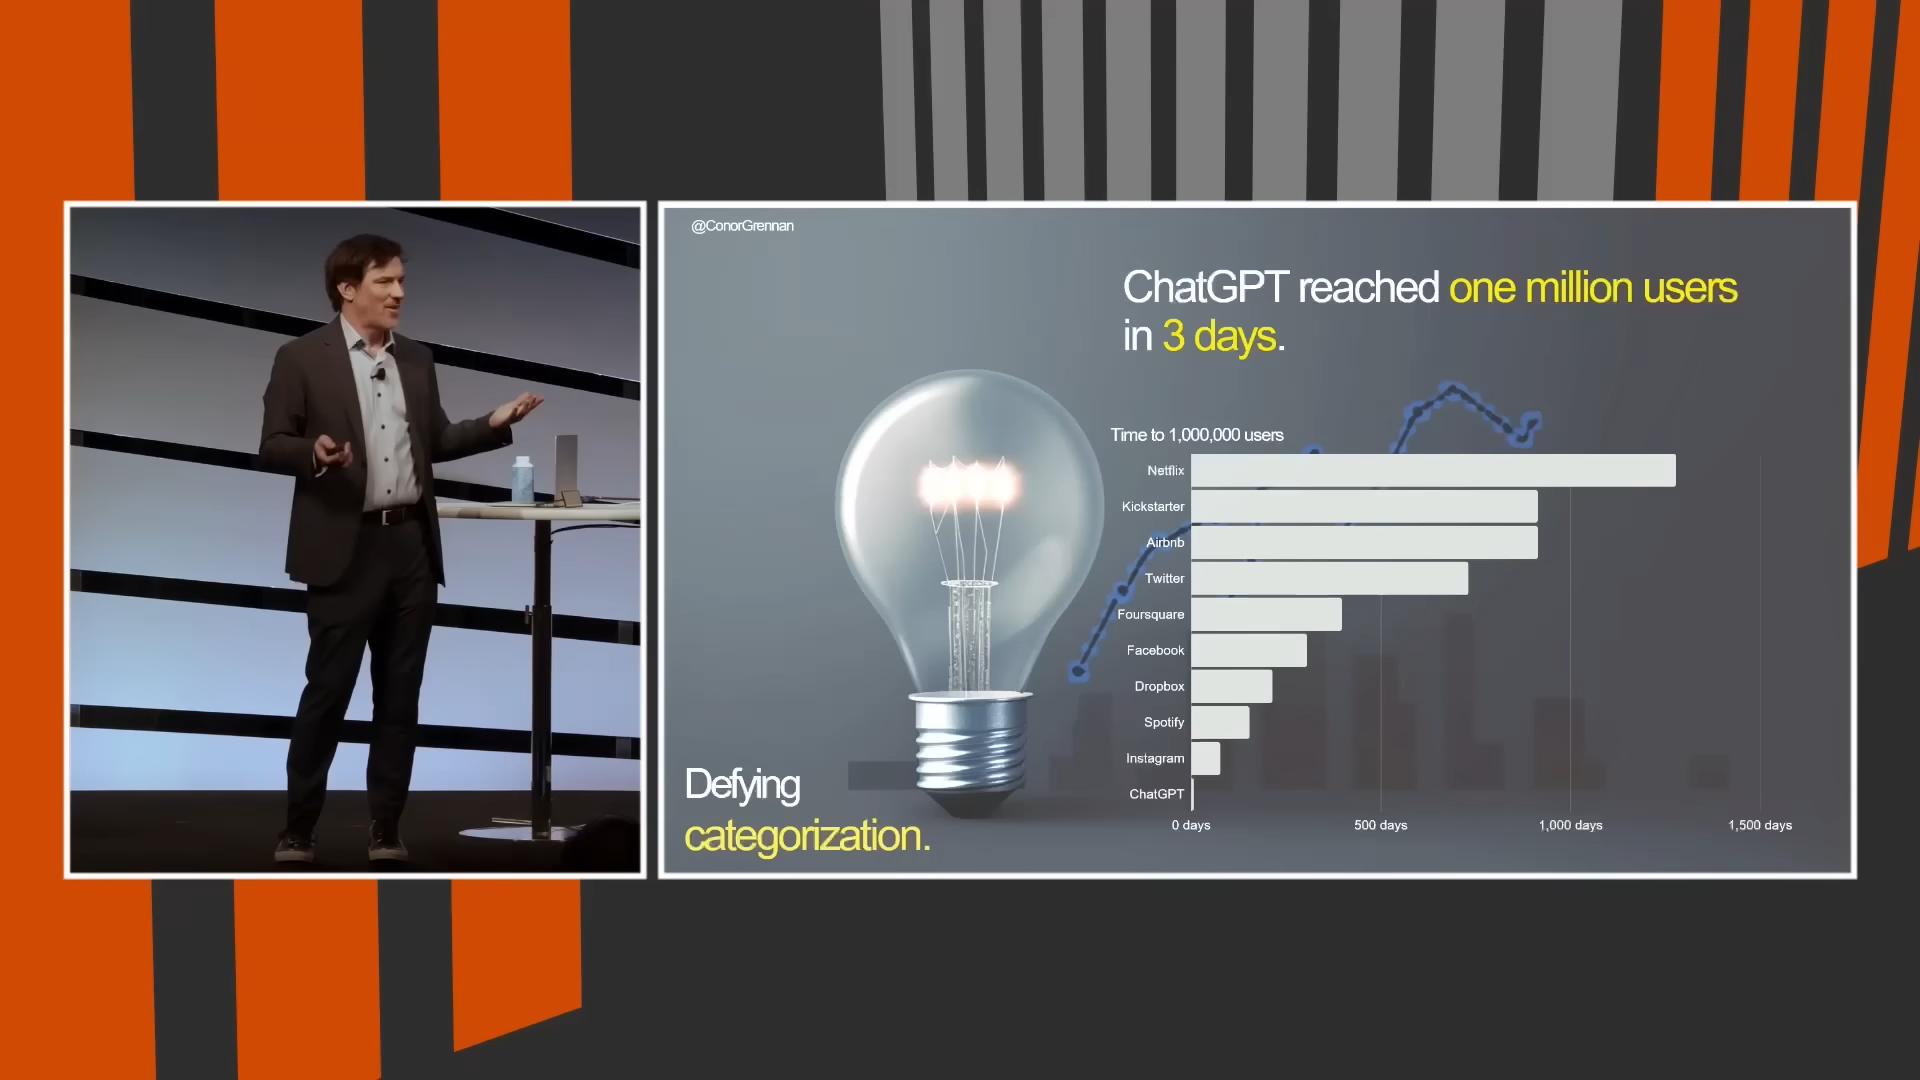 @ConorGrennan
ChatGPT reached one million users
in 3 days.
Time to 1,000,000 users
Netflix
Kickstarter
Airbnb
Twitter
Foursquare
Facebook
Dropbox
Spotify
Instagram
ChatGPT
0 days
500 days
1,000 days
1,500 days
Defying
categorization.